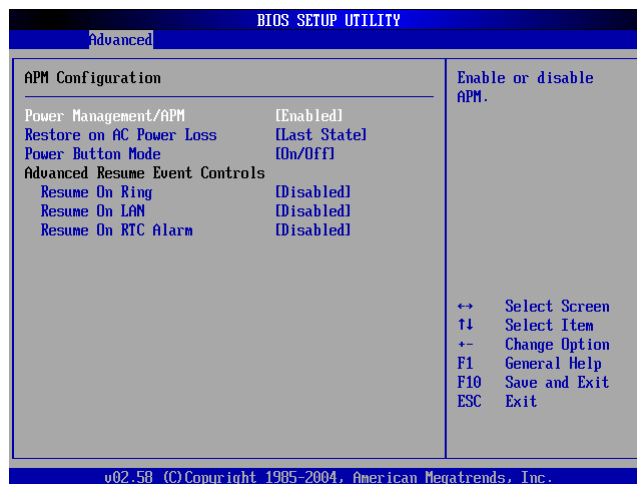 BIOS SETUP UTILITY
Advanced
APM Configuration
Power Management/APM [Enabled]
Restore on AC Power Loss [Last State]
Power Button Mode [On/Off]
Advanced Resume Event Controls
Resume On Ring [Disabled]
Resume On LAN [Disabled]
Resume On RTC Alarm [Disabled]
Enable or disable
APM.
↔ Select Screen
↑↓ Select Item
+- Change Option
F1 General Help
F10 Save and Exit
ESC Exit
v02.58 (C)Copyright 1985-2004, American Megatrends, Inc.